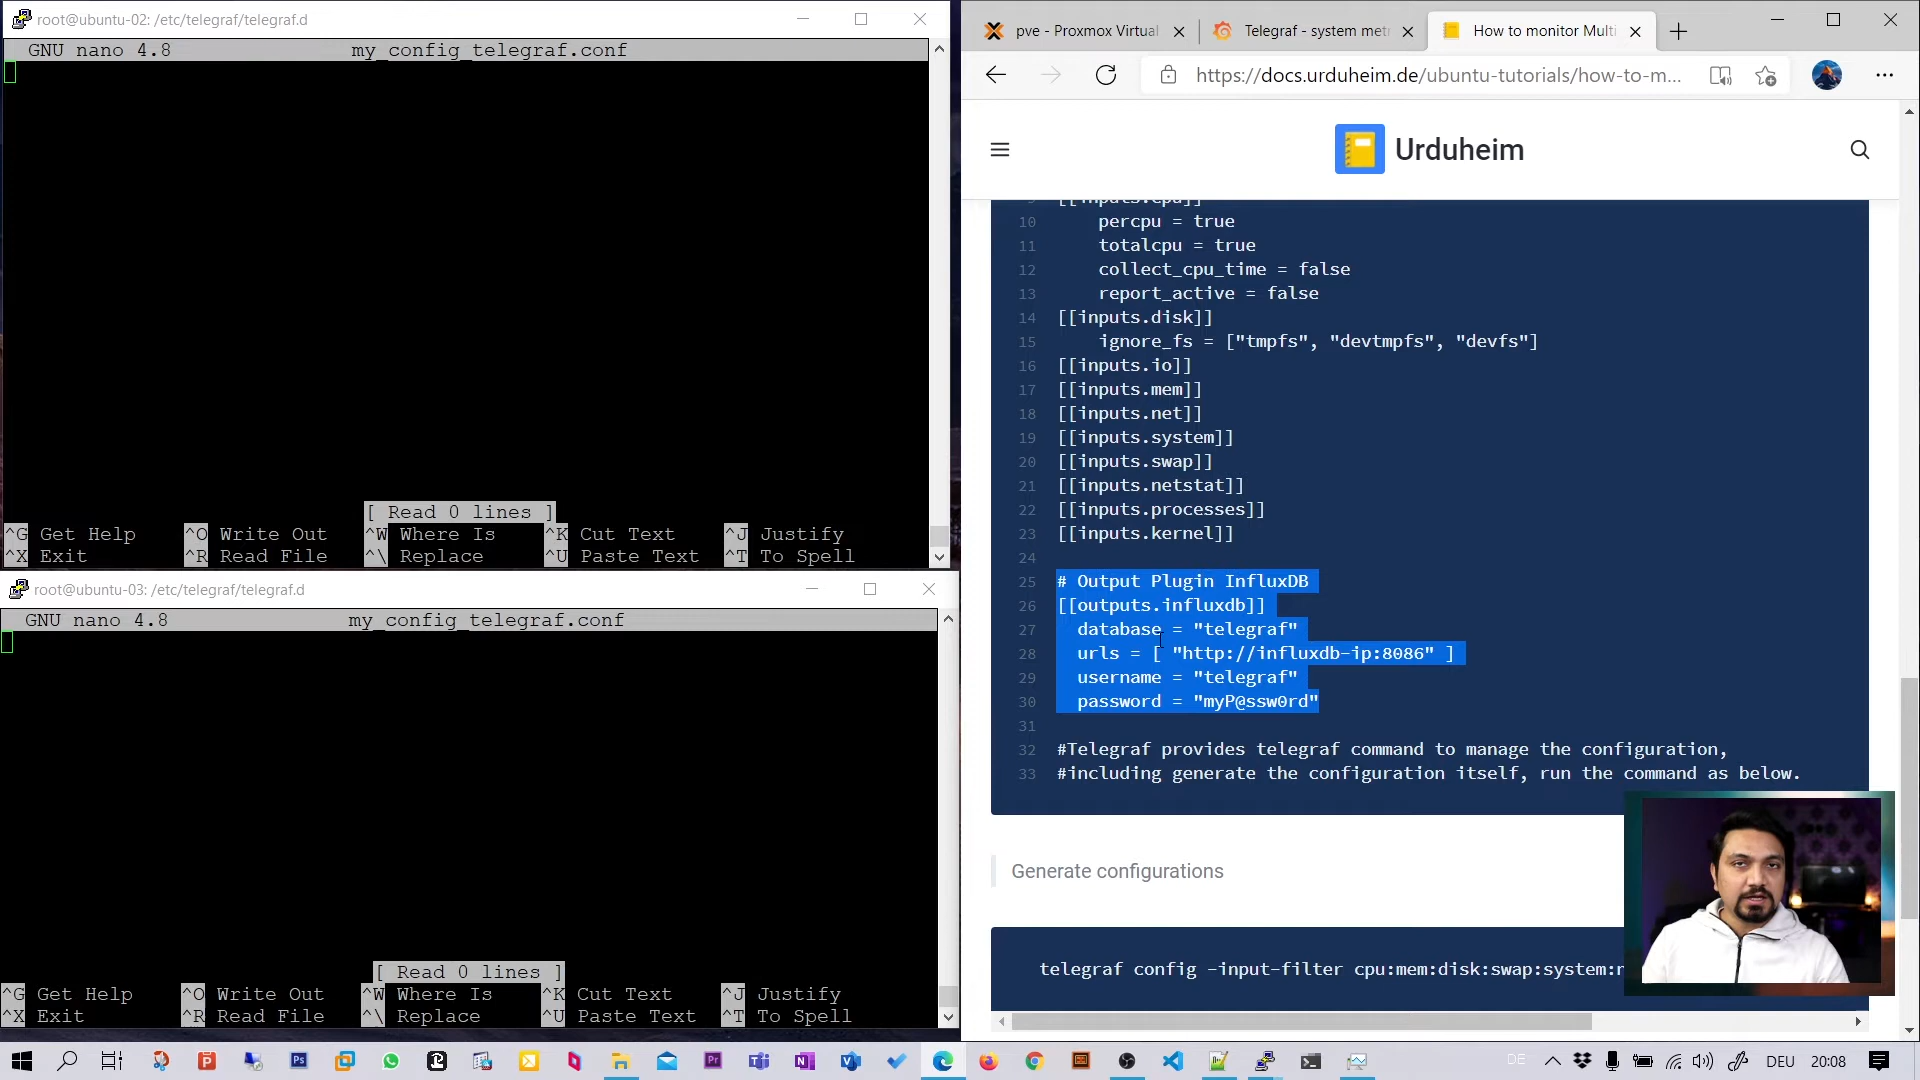 root@ubuntu-02: /etc/telegraf/telegraf.d
GNU nano 4.8 my_config_telegraf.conf
[ Read 0 lines ]
^G Get Help ^O Write Out ^W Where Is ^K Cut Text ^J Justify
^X Exit ^R Read File ^\ Replace ^U Paste Text ^T To Spell
root@ubuntu-03: /etc/telegraf/telegraf.d
GNU nano 4.8 my_config_telegraf.conf
[ Read 0 lines ]
^G Get Help ^O Write Out ^W Where Is ^K Cut Text ^J Justify
^X Exit ^R Read File ^\ Replace ^U Paste Text ^T To Spell
pve - Proxmox Virtual
Telegraf - system metr
How to monitor Multi
https://docs.urduheim.de/ubuntu-tutorials/how-to-m...
Urduheim
9 [[inputs.cpu]]
10 percpu = true
11 totalcpu = true
12 collect_cpu_time = false
13 report_active = false
14 [[inputs.disk]]
15 ignore_fs = ["tmpfs", "devtmpfs", "devfs"]
16 [[inputs.io]]
17 [[inputs.mem]]
18 [[inputs.net]]
19 [[inputs.system]]
20 [[inputs.swap]]
21 [[inputs.netstat]]
22 [[inputs.processes]]
23 [[inputs.kernel]]
24
25 # Output Plugin InfluxDB
26 [[outputs.influxdb]]
27 database = "telegraf"
28 urls = [ "http://influxdb-ip:8086" ]
29 username = "telegraf"
30 password = "myP@ssw0rd"
31
32 #Telegraf provides telegraf command to manage the configuration,
33 #including generate the configuration itself, run the command as below.
Generate configurations
telegraf config -input-filter cpu:mem:disk:swap:system:n
DE
DEU
20:08